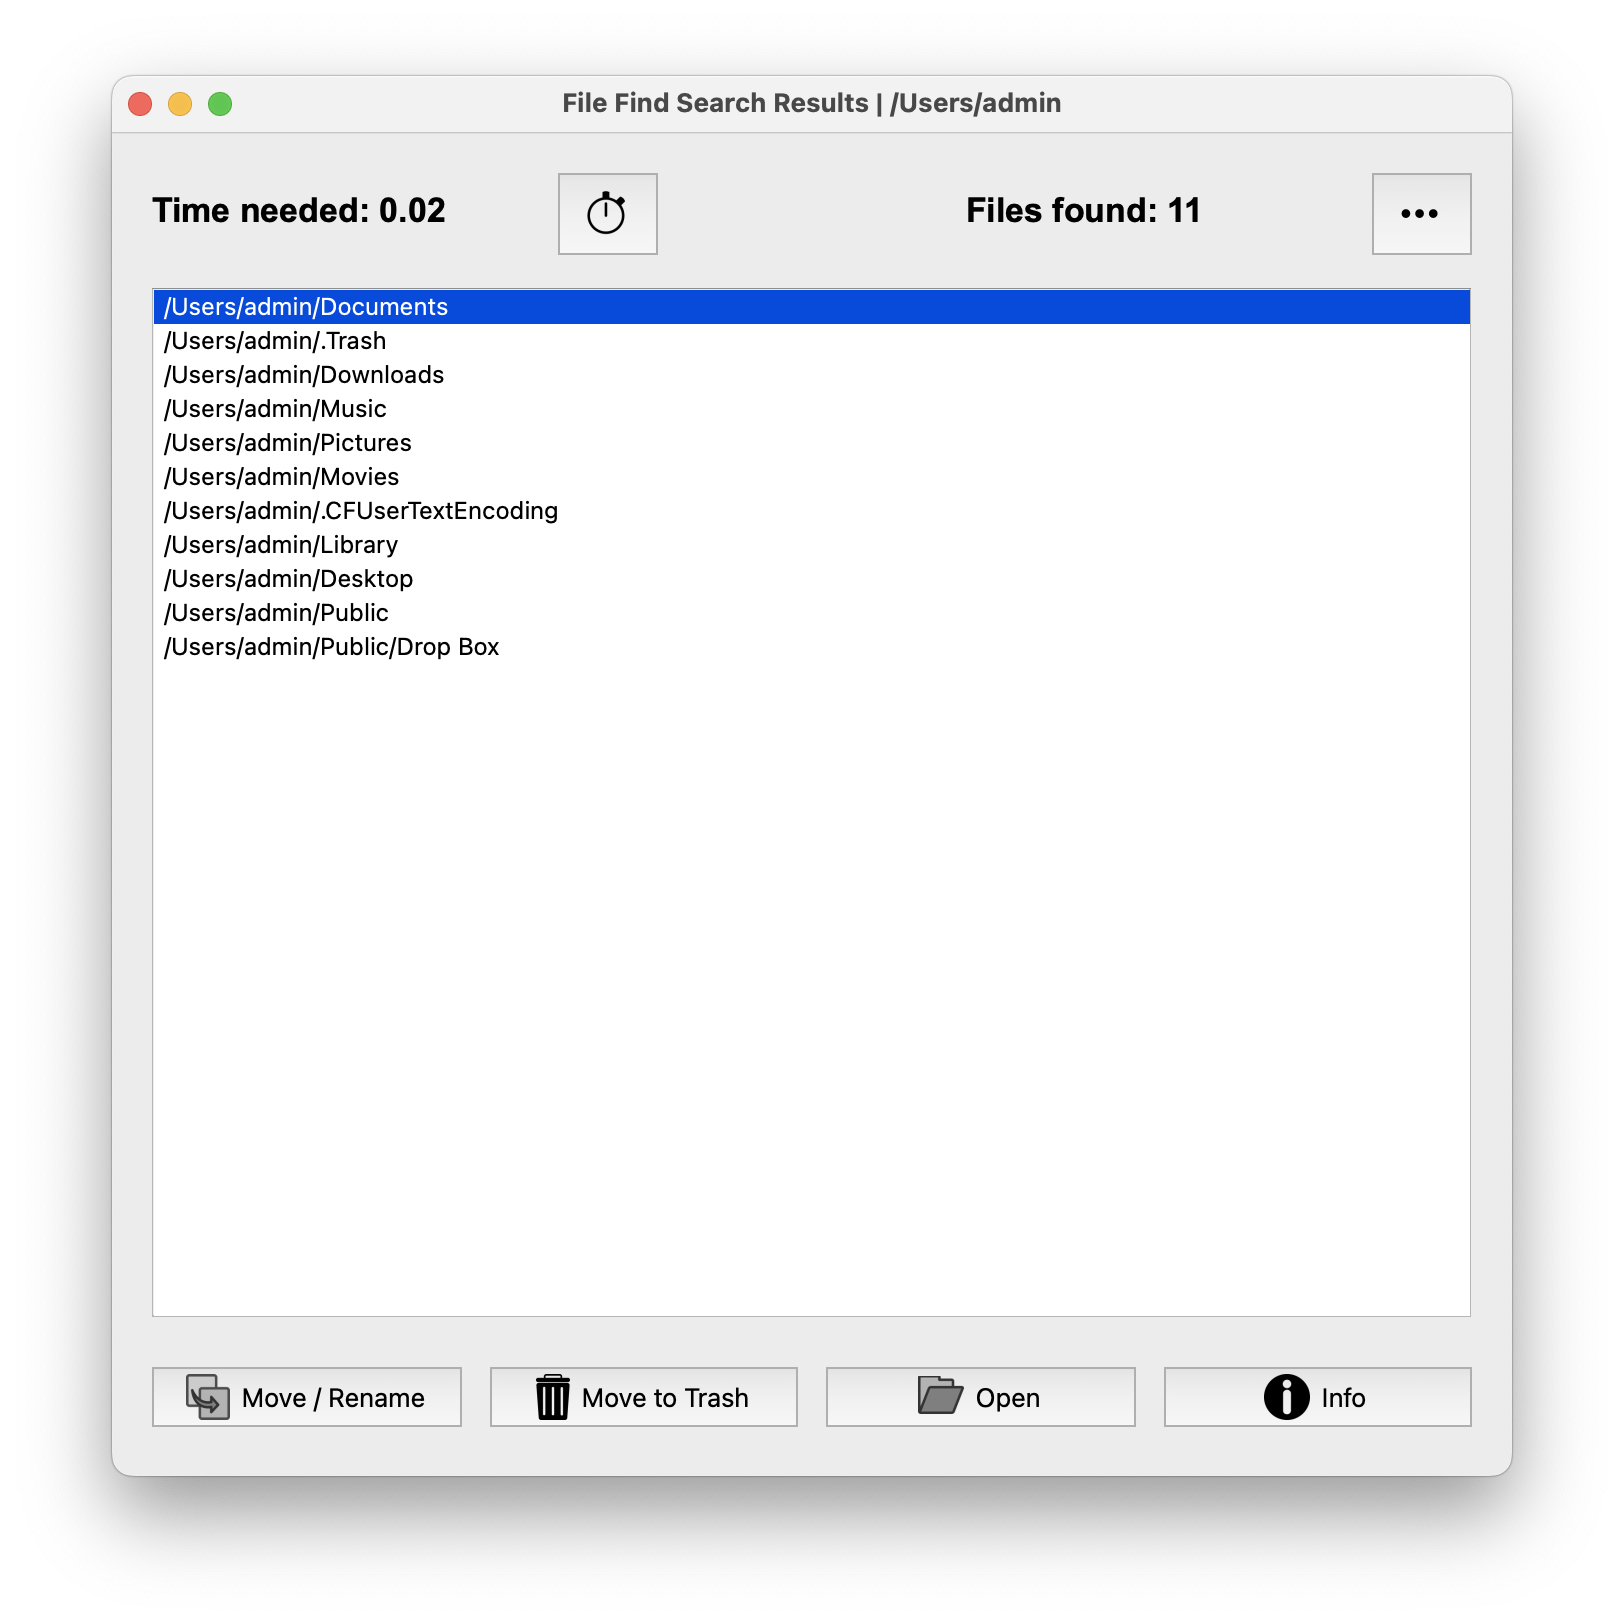 File Find Search Results | /Users/admin
Time needed: 0.02
Files found: 11
/Users/admin/Documents
/Users/admin/.Trash
/Users/admin/Downloads
/Users/admin/Music
/Users/admin/Pictures
/Users/admin/Movies
/Users/admin/.CFUserTextEncoding
/Users/admin/Library
/Users/admin/Desktop
/Users/admin/Public
/Users/admin/Public/Drop Box
Move / Rename
Move to Trash
Open
Info